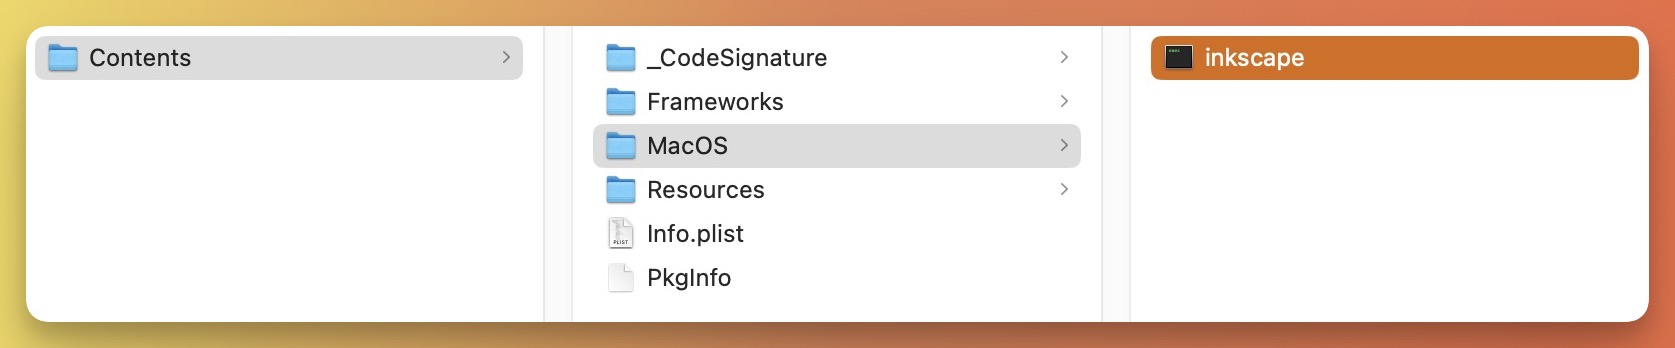 Contents
_CodeSignature
Frameworks
MacOS
Resources
Info.plist
PkgInfo
inkscape